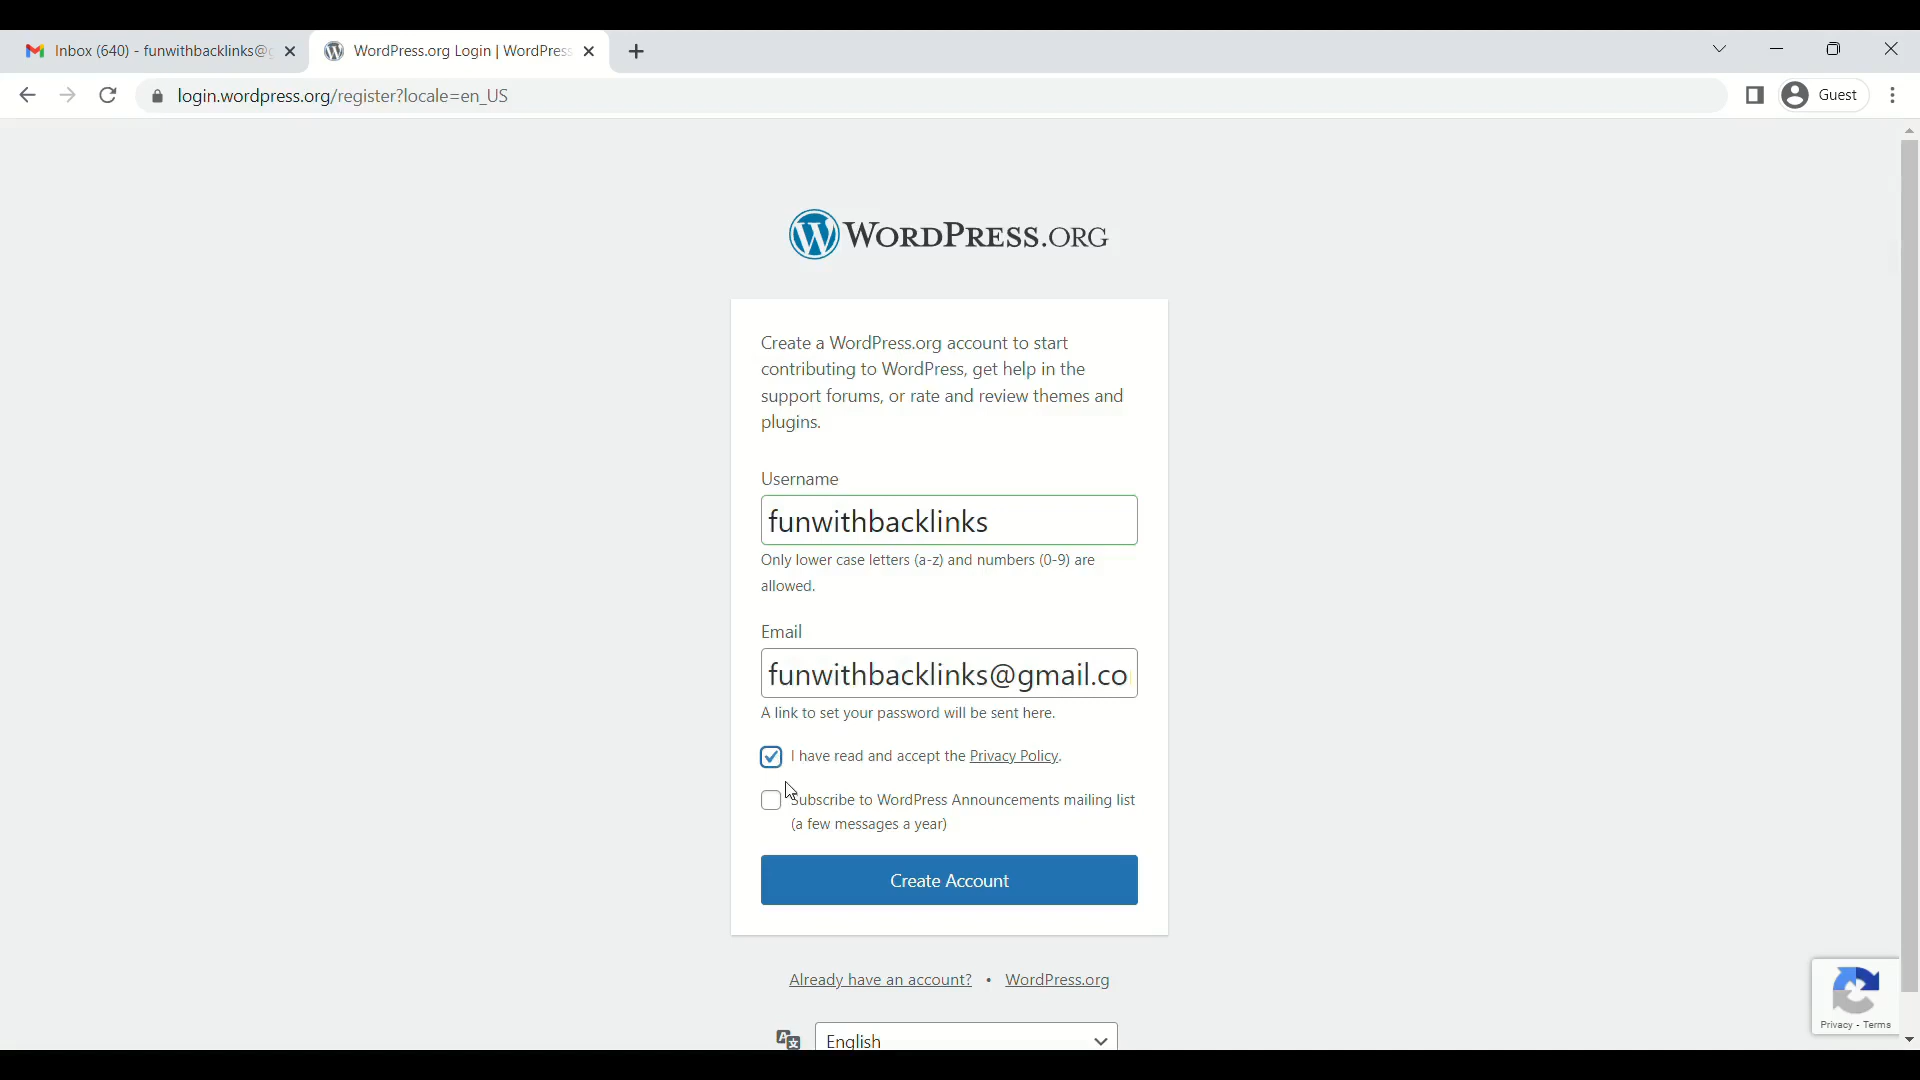 Inbox (640) - funwithbacklinks@g
WordPress.org Login | WordPress
login.wordpress.org/register?locale=en_US
Guest
WORDPRESS.ORG
Create a WordPress.org account to start
contributing to WordPress, get help in the
support forums, or rate and review themes and
plugins.
Username
funwithbacklinks
Only lower case letters (a-z) and numbers (0-9) are
allowed.
Email
funwithbacklinks@gmail.co
A link to set your password will be sent here.
I have read and accept the Privacy Policy.
Subscribe to WordPress Announcements mailing list
(a few messages a year)
Create Account
Already have an account? • WordPress.org
English
Privacy - Terms